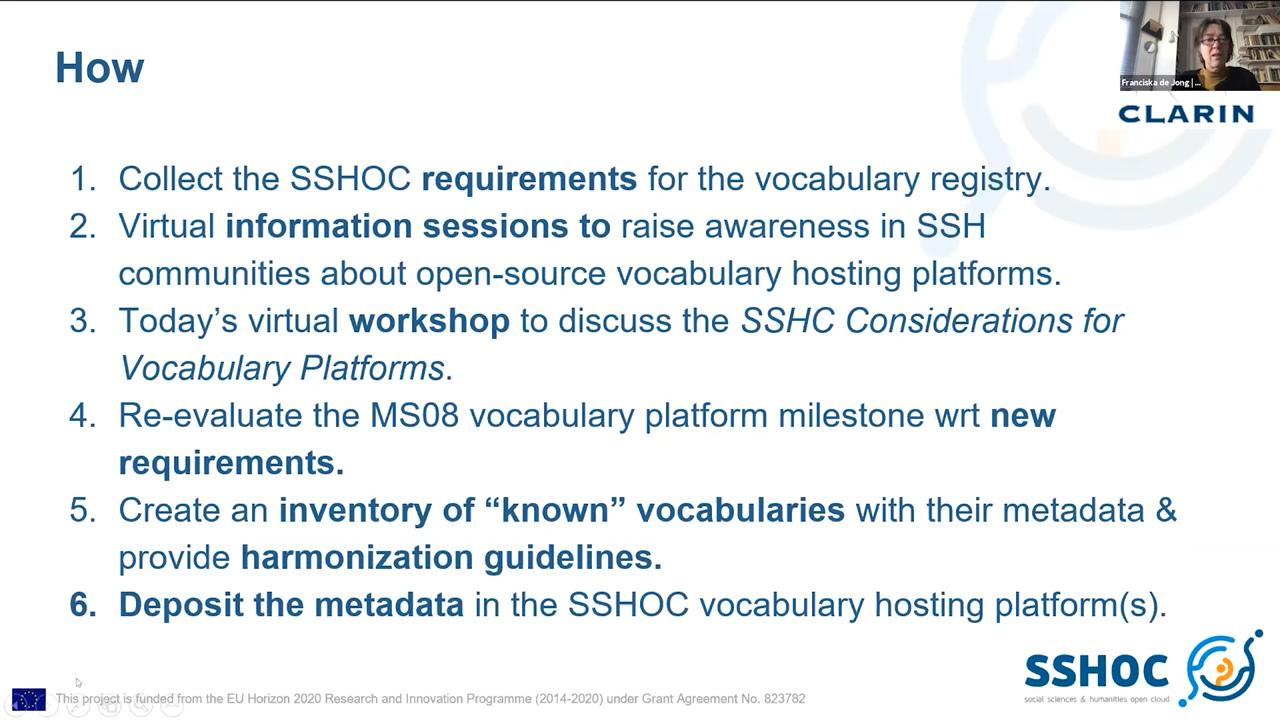 How
Franciska de Jong | ...
CLARIN
1. Collect the SSHOC requirements for the vocabulary registry.
2. Virtual information sessions to raise awareness in SSH
communities about open-source vocabulary hosting platforms.
3. Today’s virtual workshop to discuss the SSHC Considerations for
Vocabulary Platforms.
4. Re-evaluate the MS08 vocabulary platform milestone wrt new
requirements.
5. Create an inventory of “known” vocabularies with their metadata &
provide harmonization guidelines.
6. Deposit the metadata in the SSHOC vocabulary hosting platform(s).
SSHOC
social sciences & humanities open cloud
This project is funded from the EU Horizon 2020 Research and Innovation Programme (2014-2020) under Grant Agreement No. 823782